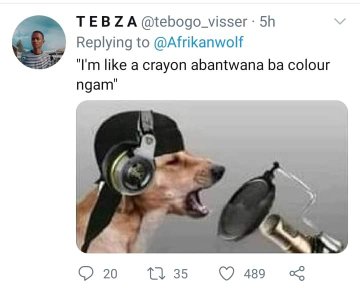 T E B Z A @tebogo_visser · 5h
Replying to @Afrikanwolf
"I'm like a crayon abantwana ba colour
ngam"
20 35 489